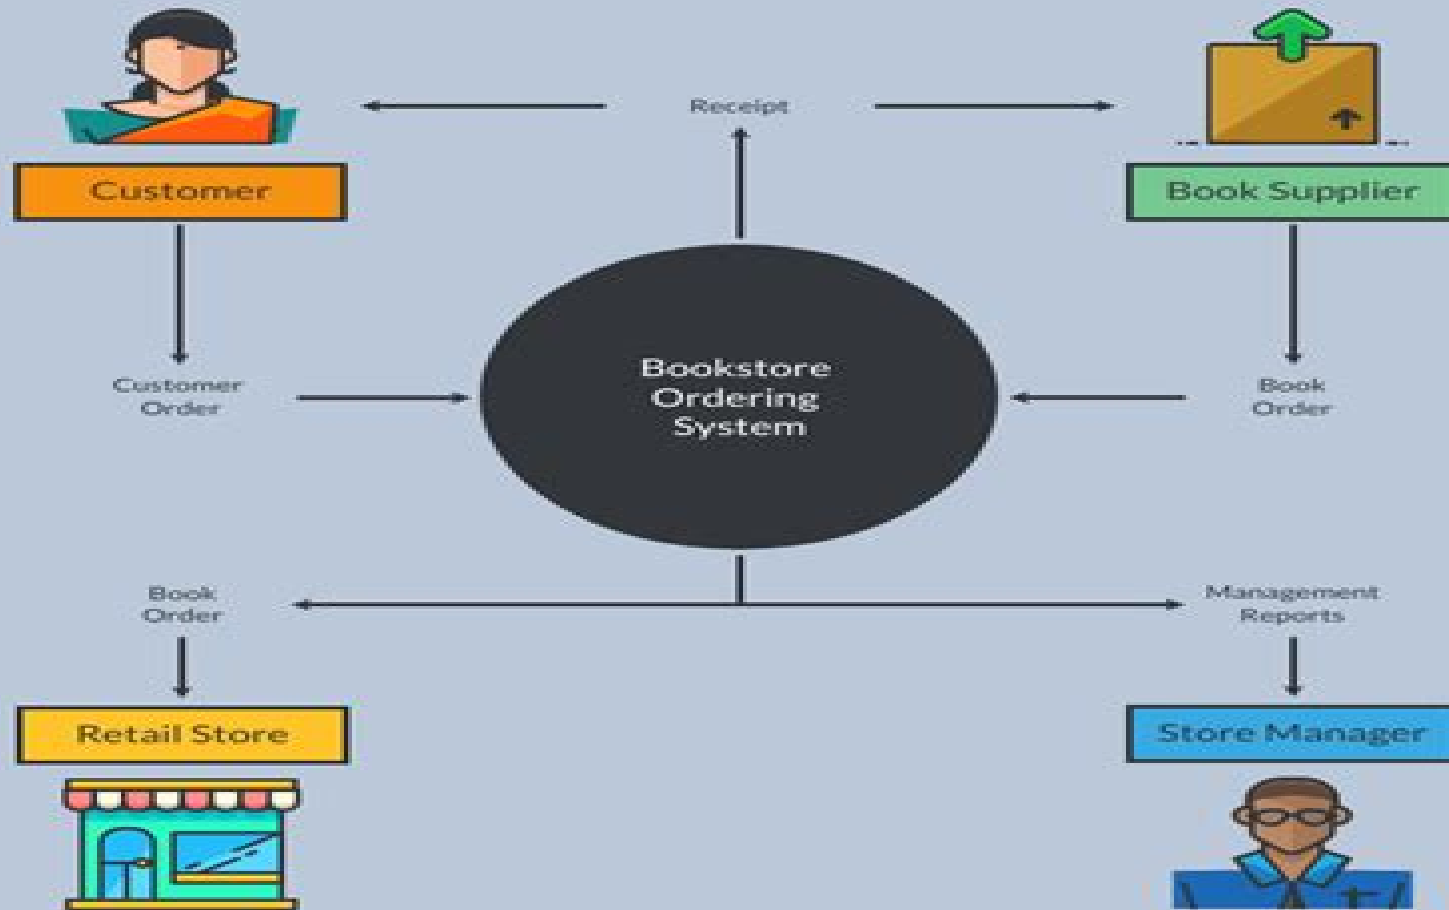 Receipt
Customer
Book Supplier
Customer
Order
Bookstore
Ordering
System
Book
Order
Book
Order
Management
Reports
Retail Store
Store Manager